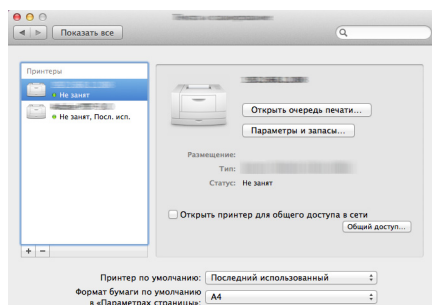 Показать все
Принтеры
Не занят
Не занят, Посл. исп.
Открыть очередь печати...
Параметры и запасы...
Размещение:
Тип:
Статус: Не занят
Открыть принтер для общего доступа в сети
Общий доступ...
+ −
Принтер по умолчанию: Последний использованный
Формат бумаги по умолчанию
в «Параметрах страницы»: A4